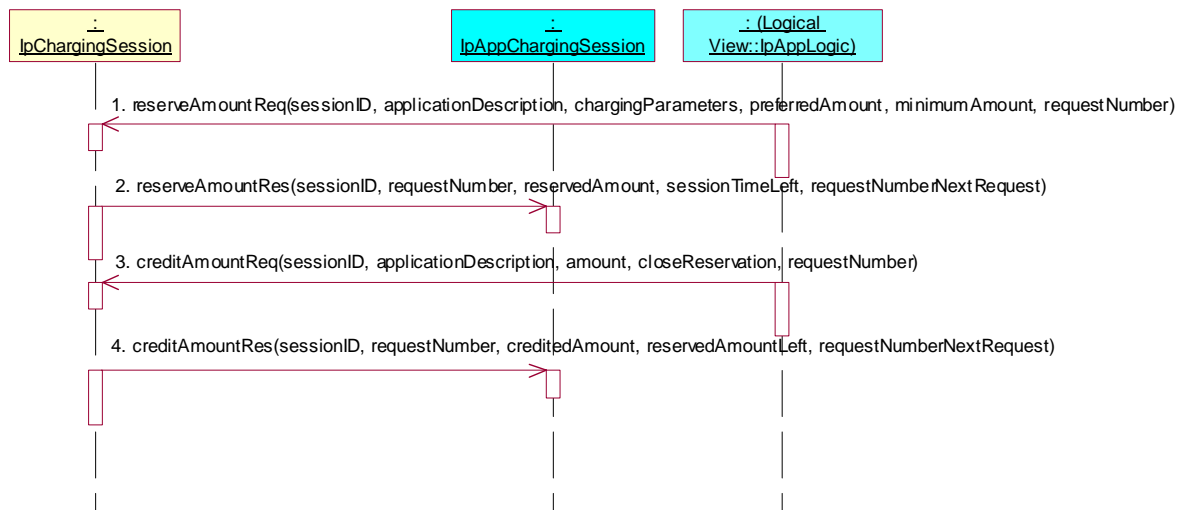 :
IpChargingSession
:
IpAppChargingSession
: (Logical
View::IpAppLogic)
1. reserveAmountReq(sessionID, applicationDescription, chargingParameters, preferredAmount, minimumAmount, requestNumber)
2. reserveAmountRes(sessionID, requestNumber, reservedAmount, sessionTimeLeft, requestNumberNextRequest)
3. creditAmountReq(sessionID, applicationDescription, amount, closeReservation, requestNumber)
4. creditAmountRes(sessionID, requestNumber, creditedAmount, reservedAmountLeft, requestNumberNextRequest)